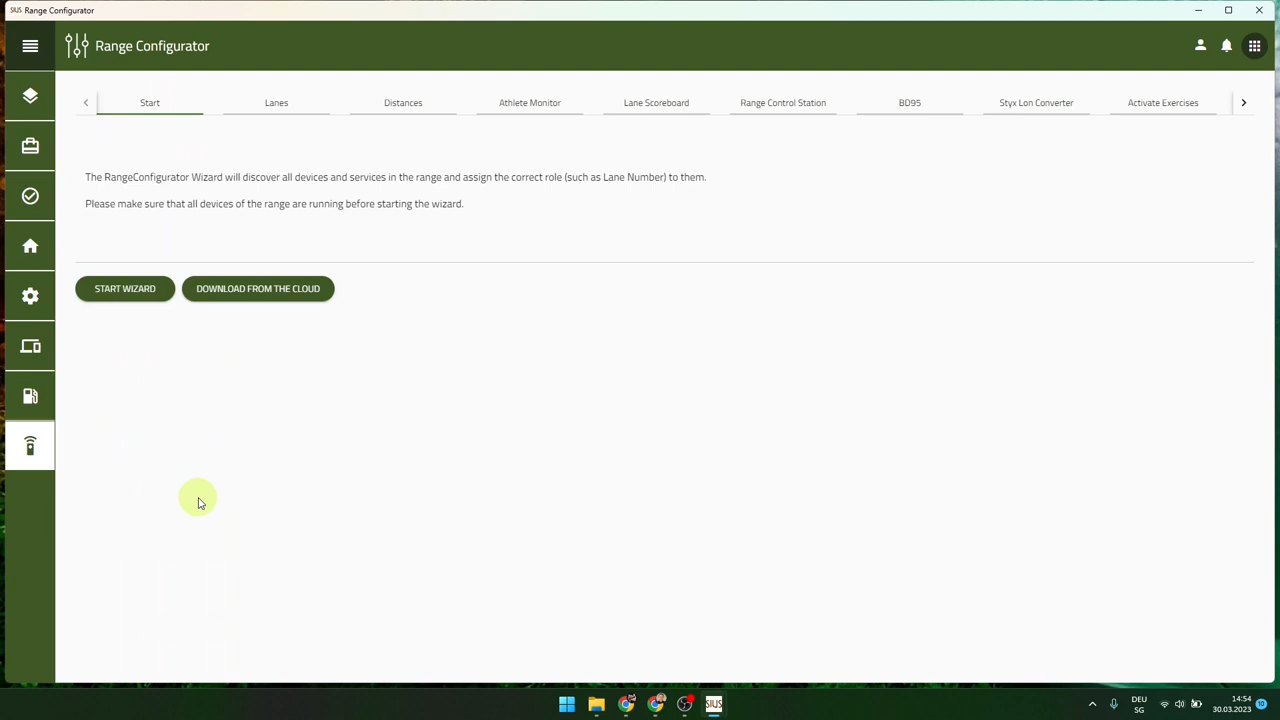 SIUS Range Configurator
Range Configurator
Start
Lanes
Distances
Athlete Monitor
Lane Scoreboard
Range Control Station
BD95
Styx Lon Converter
Activate Exercises
The RangeConfigurator Wizard will discover all devices and services in the range and assign the correct role (such as Lane Number) to them.
Please make sure that all devices of the range are running before starting the wizard.
START WIZARD
DOWNLOAD FROM THE CLOUD
SIUS
DEU
SG
14:54
30.03.2023
10